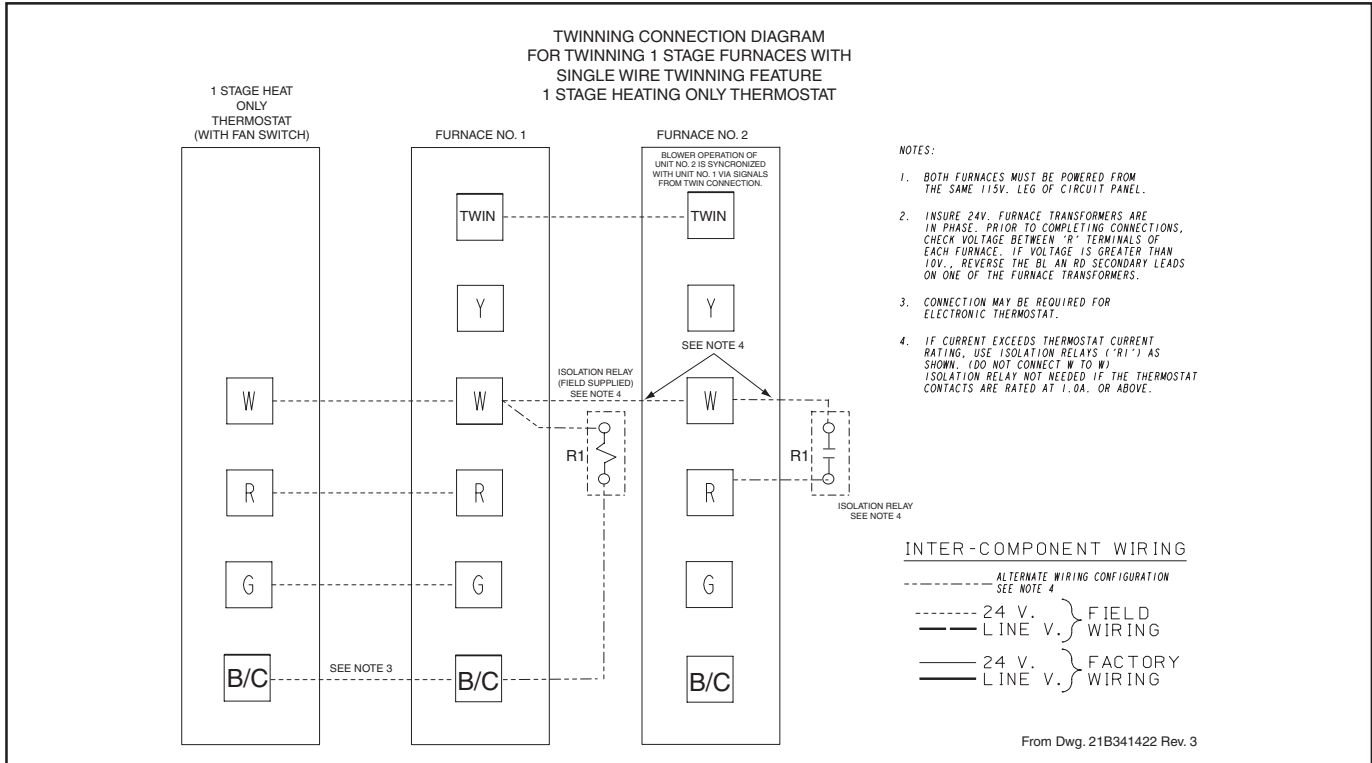 TWINNING CONNECTION DIAGRAM
FOR TWINNING 1 STAGE FURNACES WITH
SINGLE WIRE TWINNING FEATURE
1 STAGE HEATING ONLY THERMOSTAT
1 STAGE HEAT
ONLY
THERMOSTAT
(WITH FAN SWITCH)
FURNACE NO. 1
FURNACE NO. 2
BLOWER OPERATION OF
UNIT NO. 2 IS SYNCRONIZED
WITH UNIT NO. 1 VIA SIGNALS
FROM TWIN CONNECTION.
TWIN
TWIN
Y
Y
SEE NOTE 4
ISOLATION RELAY
(FIELD SUPPLIED)
SEE NOTE 4
W
W
W
R1
R1
R
R
R
ISOLATION RELAY
SEE NOTE 4
G
G
G
B/C
SEE NOTE 3
B/C
B/C
NOTES:
1. BOTH FURNACES MUST BE POWERED FROM
THE SAME 115V. LEG OF CIRCUIT PANEL.
2. INSURE 24V. FURNACE TRANSFORMERS ARE
IN PHASE. PRIOR TO COMPLETING CONNECTIONS,
CHECK VOLTAGE BETWEEN 'R' TERMINALS OF
EACH FURNACE. IF VOLTAGE IS GREATER THAN
10V., REVERSE THE BL AN RD SECONDARY LEADS
ON ONE OF THE FURNACE TRANSFORMERS.
3. CONNECTION MAY BE REQUIRED FOR
ELECTRONIC THERMOSTAT.
4. IF CURRENT EXCEEDS THERMOSTAT CURRENT
RATING, USE ISOLATION RELAYS ('R1') AS
SHOWN. (DO NOT CONNECT W TO W)
ISOLATION RELAY NOT NEEDED IF THE THERMOSTAT
CONTACTS ARE RATED AT 1.0A. OR ABOVE.
INTER-COMPONENT WIRING
ALTERNATE WIRING CONFIGURATION
SEE NOTE 4
24 V. FIELD
LINE V. WIRING
24 V. FACTORY
LINE V. WIRING
From Dwg. 21B341422 Rev. 3